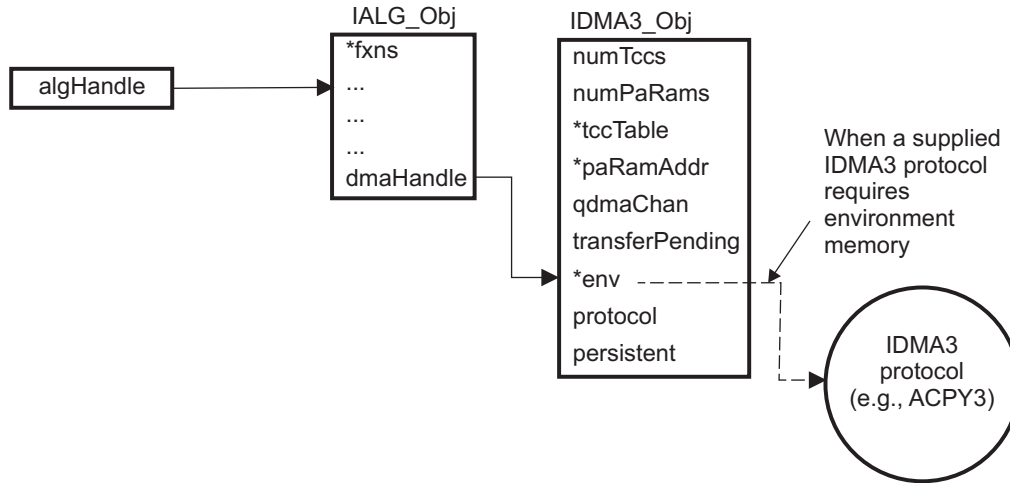 algHandle
IALG_Obj
*fxns
...
...
...
dmaHandle
IDMA3_Obj
numTccs
numPaRams
*tccTable
*paRamAddr
qdmaChan
transferPending
*env
protocol
persistent
When a supplied
IDMA3 protocol
requires
environment
memory
IDMA3
protocol
(e.g., ACPY3)